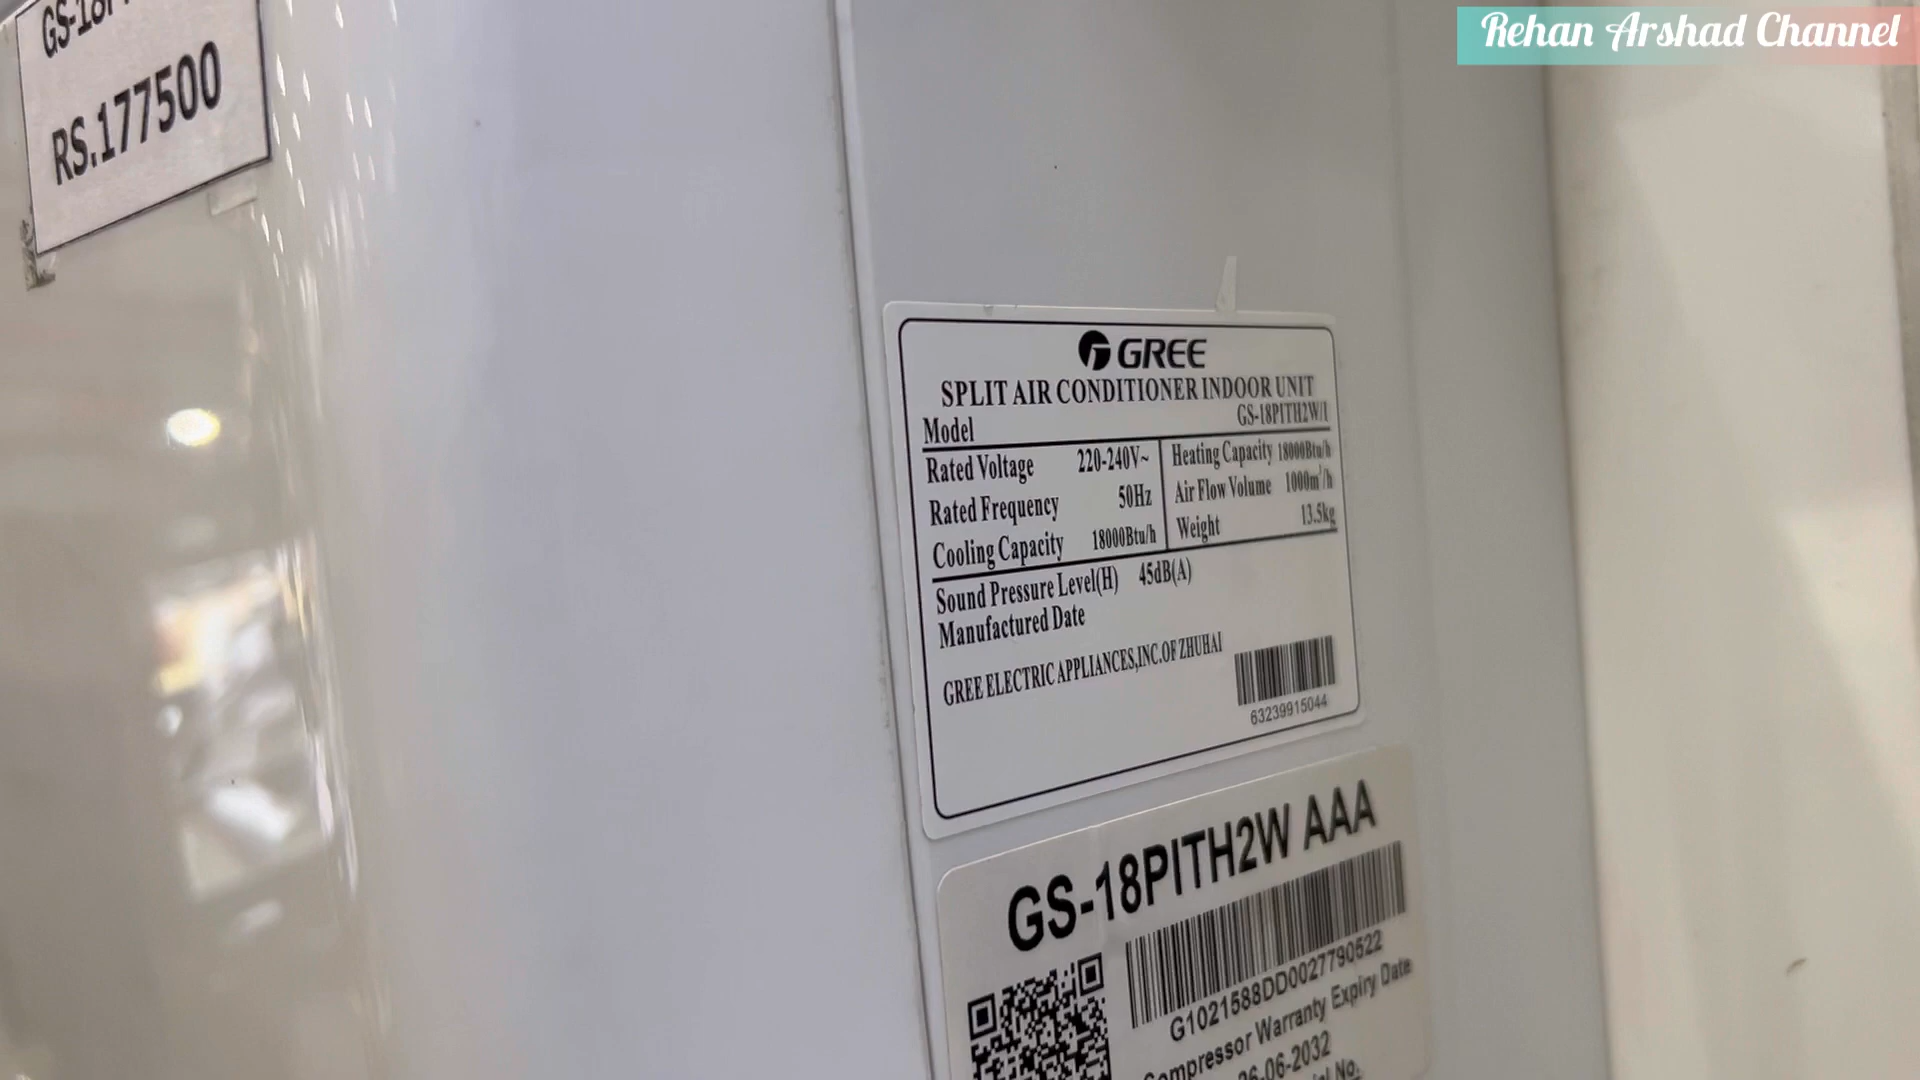 Rehan Arshad Channel
RS.177500
GREE
SPLIT AIR CONDITIONER INDOOR UNIT
Model GS-18PITH2W/I
Rated Voltage 220-240V~
Rated Frequency 50Hz
Cooling Capacity 18000Btu/h
Heating Capacity 18000Btu/h
Air Flow Volume 1000m³/h
Weight 13.5kg
Sound Pressure Level(H) 45dB(A)
Manufactured Date
GREE ELECTRIC APPLIANCES,INC.OF ZHUHAI
63239915044
GS-18PITH2W AAA
G1021588DD0027790522
Compressor Warranty Expiry Date
26-06-2032